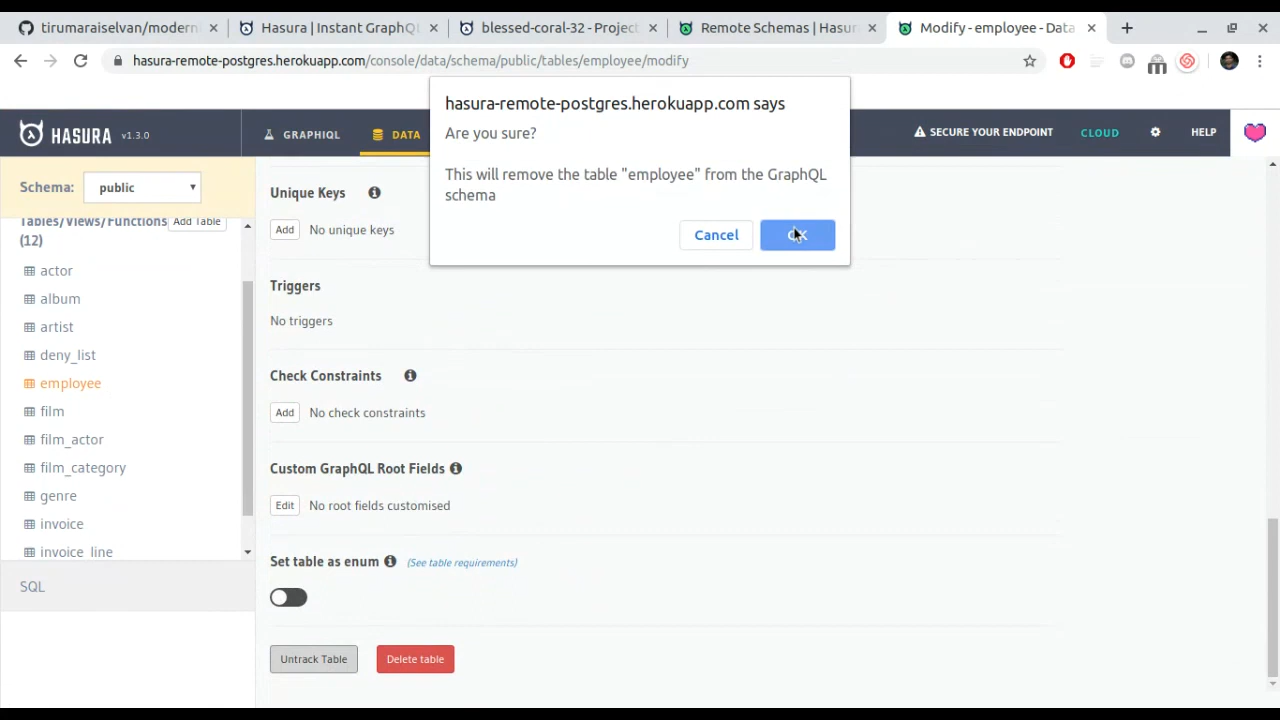 tirumaraiselvan/moderni
Hasura | Instant GraphQL
blessed-coral-32 - Project
Remote Schemas | Hasur
Modify - employee - Data
hasura-remote-postgres.herokuapp.com/console/data/schema/public/tables/employee/modify
hasura-remote-postgres.herokuapp.com says
Are you sure?
This will remove the table "employee" from the GraphQL
schema
Cancel
HASURA v1.3.0
GRAPHIQL
DATA
SECURE YOUR ENDPOINT
CLOUD
HELP
Schema:
public
Tables/Views/Functions
(12)
Add Table
actor
album
artist
deny_list
employee
film
film_actor
film_category
genre
invoice
invoice_line
SQL
Unique Keys
Add
No unique keys
Triggers
No triggers
Check Constraints
Add
No check constraints
Custom GraphQL Root Fields
Edit
No root fields customised
Set table as enum
(See table requirements)
Untrack Table
Delete table